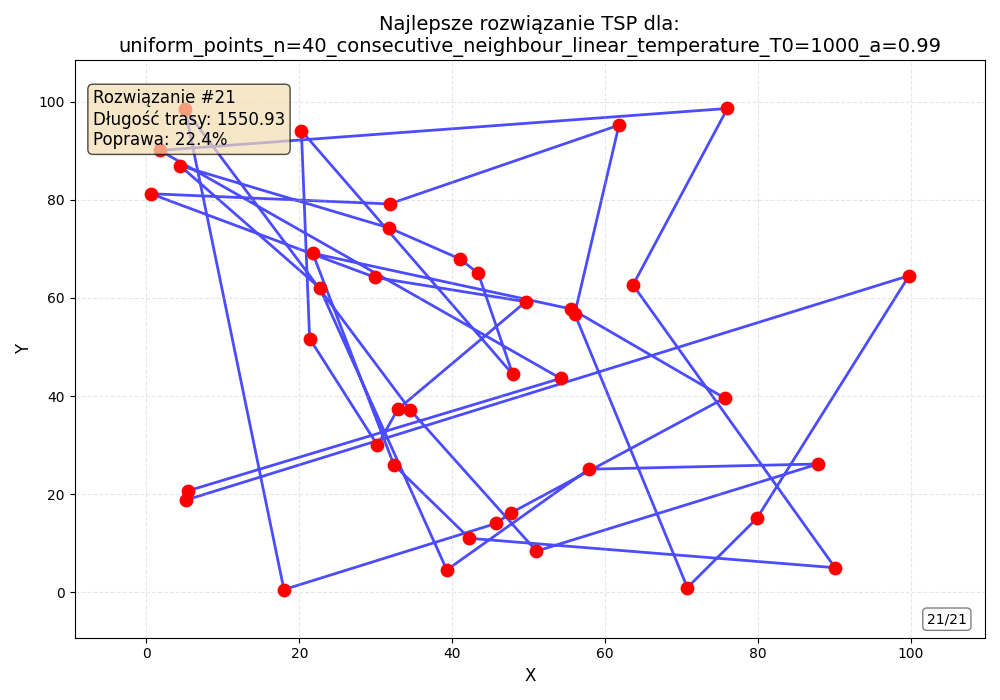 Najlepsze rozwiązanie TSP dla:
uniform_points_n=40_consecutive_neighbour_linear_temperature_T0=1000_a=0.99
Rozwiązanie #21
Długość trasy: 1550.93
Poprawa: 22.4%
100
80
60
40
20
0
Y
21/21
0 20 40 60 80 100
X